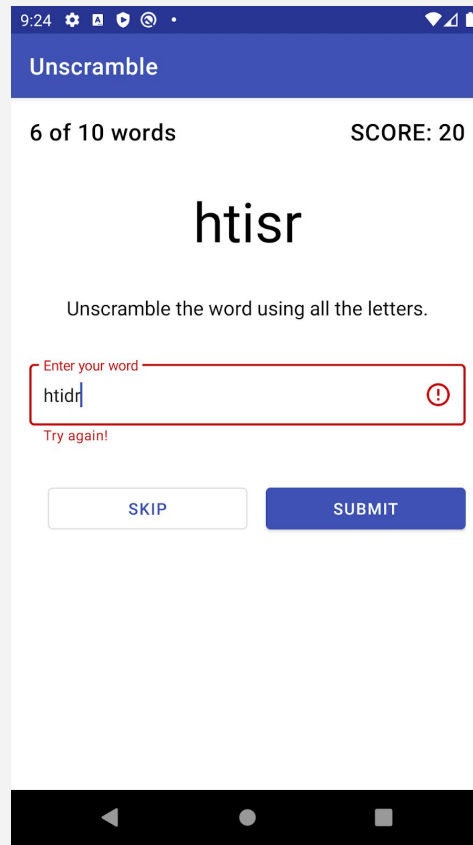 9:24
Unscramble
6 of 10 words SCORE: 20
htisr
Unscramble the word using all the letters.
Enter your word
htidr
Try again!
SKIP SUBMIT